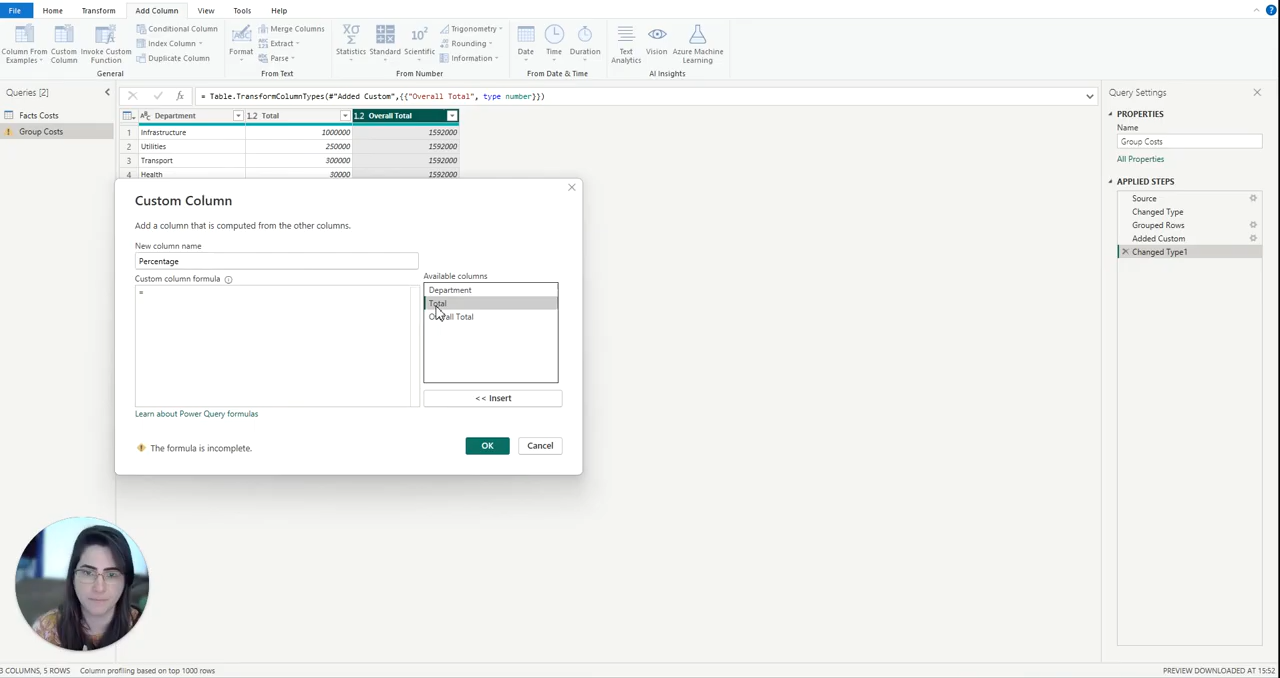 File Home Transform Add Column View Tools Help
Column From Examples
Custom Column
Invoke Custom Function
Conditional Column
Index Column
Duplicate Column
General
Format
Merge Columns
Extract
Parse
From Text
Statistics
Standard
10² Scientific
Trigonometry
Rounding
Information
From Number
Date
Time
Duration
From Date & Time
Text Analytics
Vision
Azure Machine Learning
AI Insights
Queries [2]
Facts Costs
Group Costs
fx = Table.TransformColumnTypes(#"Added Custom",{{"Overall Total", type number}})
Department 1.2 Total 1.2 Overall Total
1 Infrastructure 1000000 1592000
2 Utilities 250000 1592000
3 Transport 300000 1592000
4 Health 30000 1592000
Custom Column
Add a column that is computed from the other columns.
New column name
Percentage
Custom column formula
=
Available columns
Department
Total
Overall Total
<< Insert
Learn about Power Query formulas
The formula is incomplete.
OK Cancel
Query Settings
PROPERTIES
Name
Group Costs
All Properties
APPLIED STEPS
Source
Changed Type
Grouped Rows
Added Custom
Changed Type1
3 COLUMNS, 5 ROWS Column profiling based on top 1000 rows
PREVIEW DOWNLOADED AT 15:52